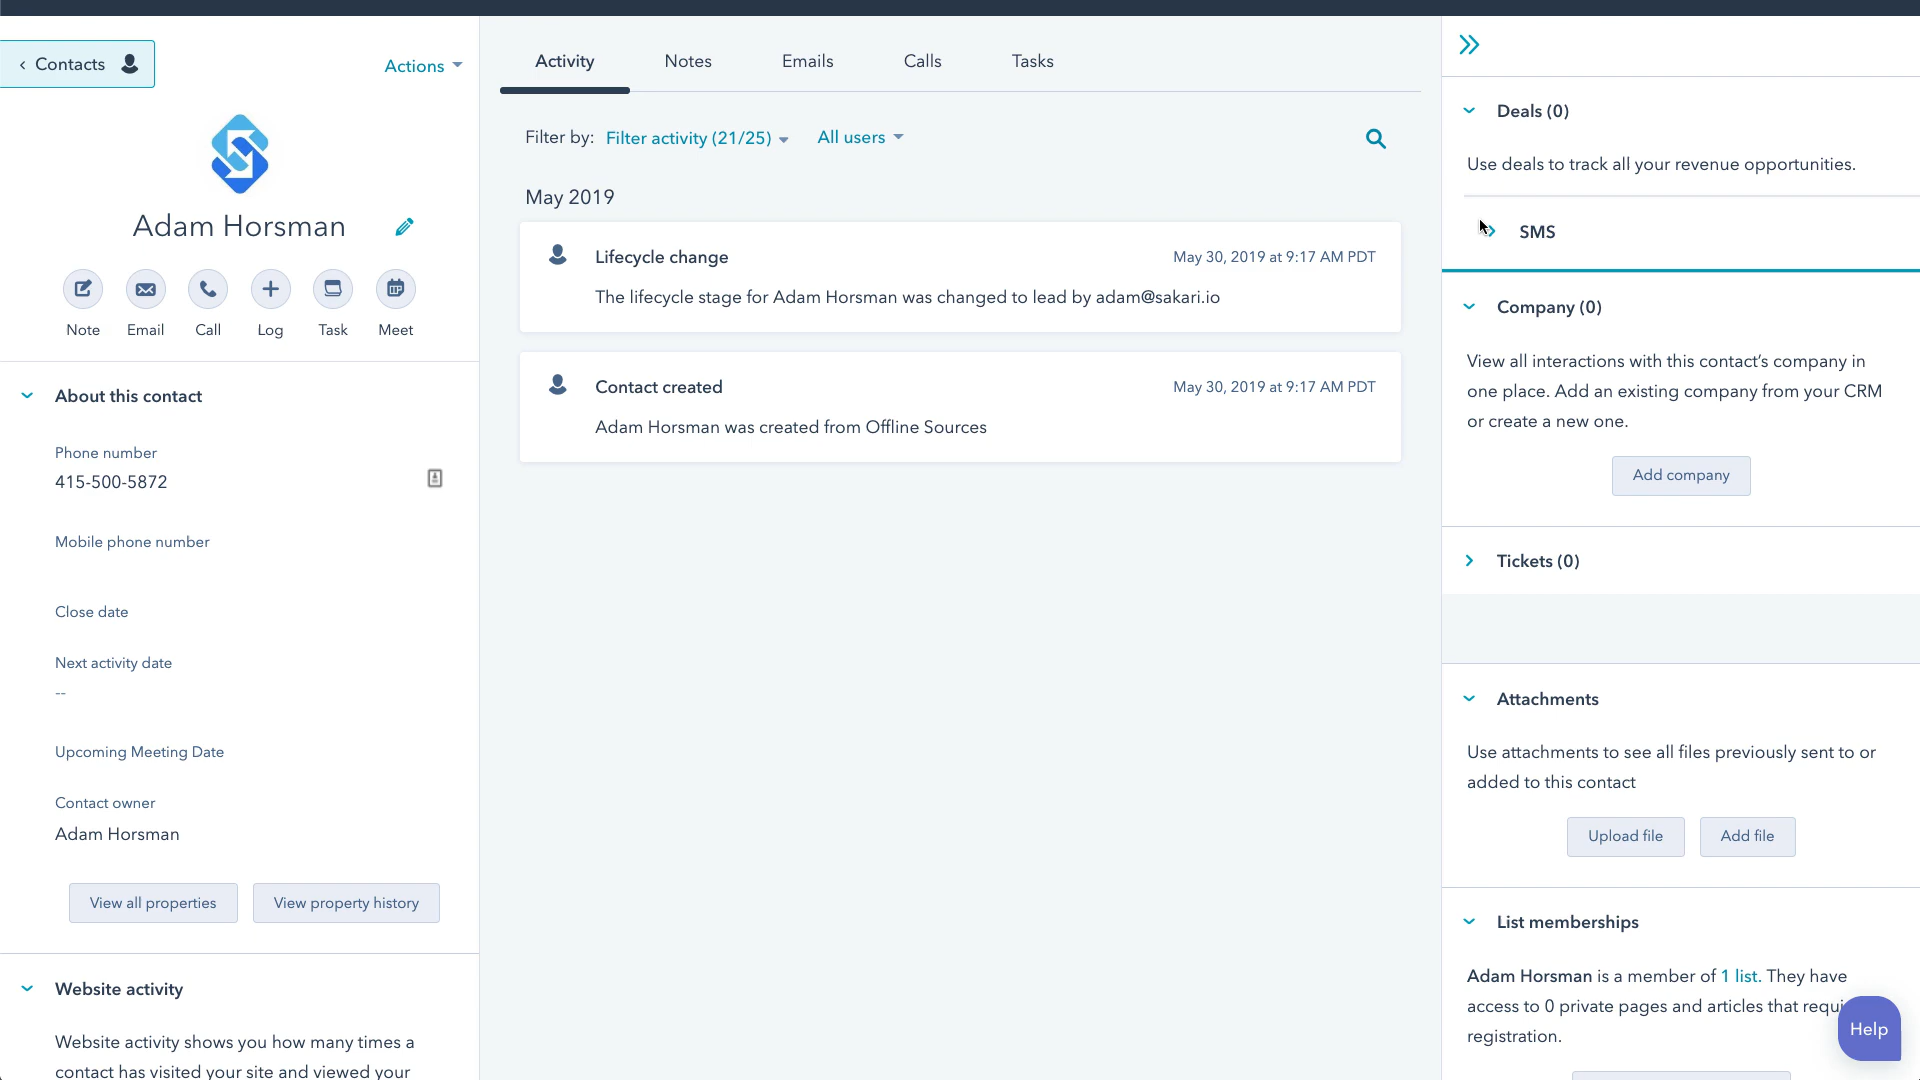 Contacts
Actions
Adam Horsman
Note
Email
Call
Log
Task
Meet
About this contact
Phone number
415-500-5872
Mobile phone number
Close date
Next activity date
--
Upcoming Meeting Date
Contact owner
Adam Horsman
View all properties
View property history
Website activity
Website activity shows you how many times a
contact has visited your site and viewed your
Activity
Notes
Emails
Calls
Tasks
Filter by: Filter activity (21/25) All users
May 2019
Lifecycle change
May 30, 2019 at 9:17 AM PDT
The lifecycle stage for Adam Horsman was changed to lead by adam@sakari.io
Contact created
May 30, 2019 at 9:17 AM PDT
Adam Horsman was created from Offline Sources
Deals (0)
Use deals to track all your revenue opportunities.
SMS
Company (0)
View all interactions with this contact's company in
one place. Add an existing company from your CRM
or create a new one.
Add company
Tickets (0)
Attachments
Use attachments to see all files previously sent to or
added to this contact
Upload file
Add file
List memberships
Adam Horsman is a member of 1 list. They have
access to 0 private pages and articles that requi
registration.
Help